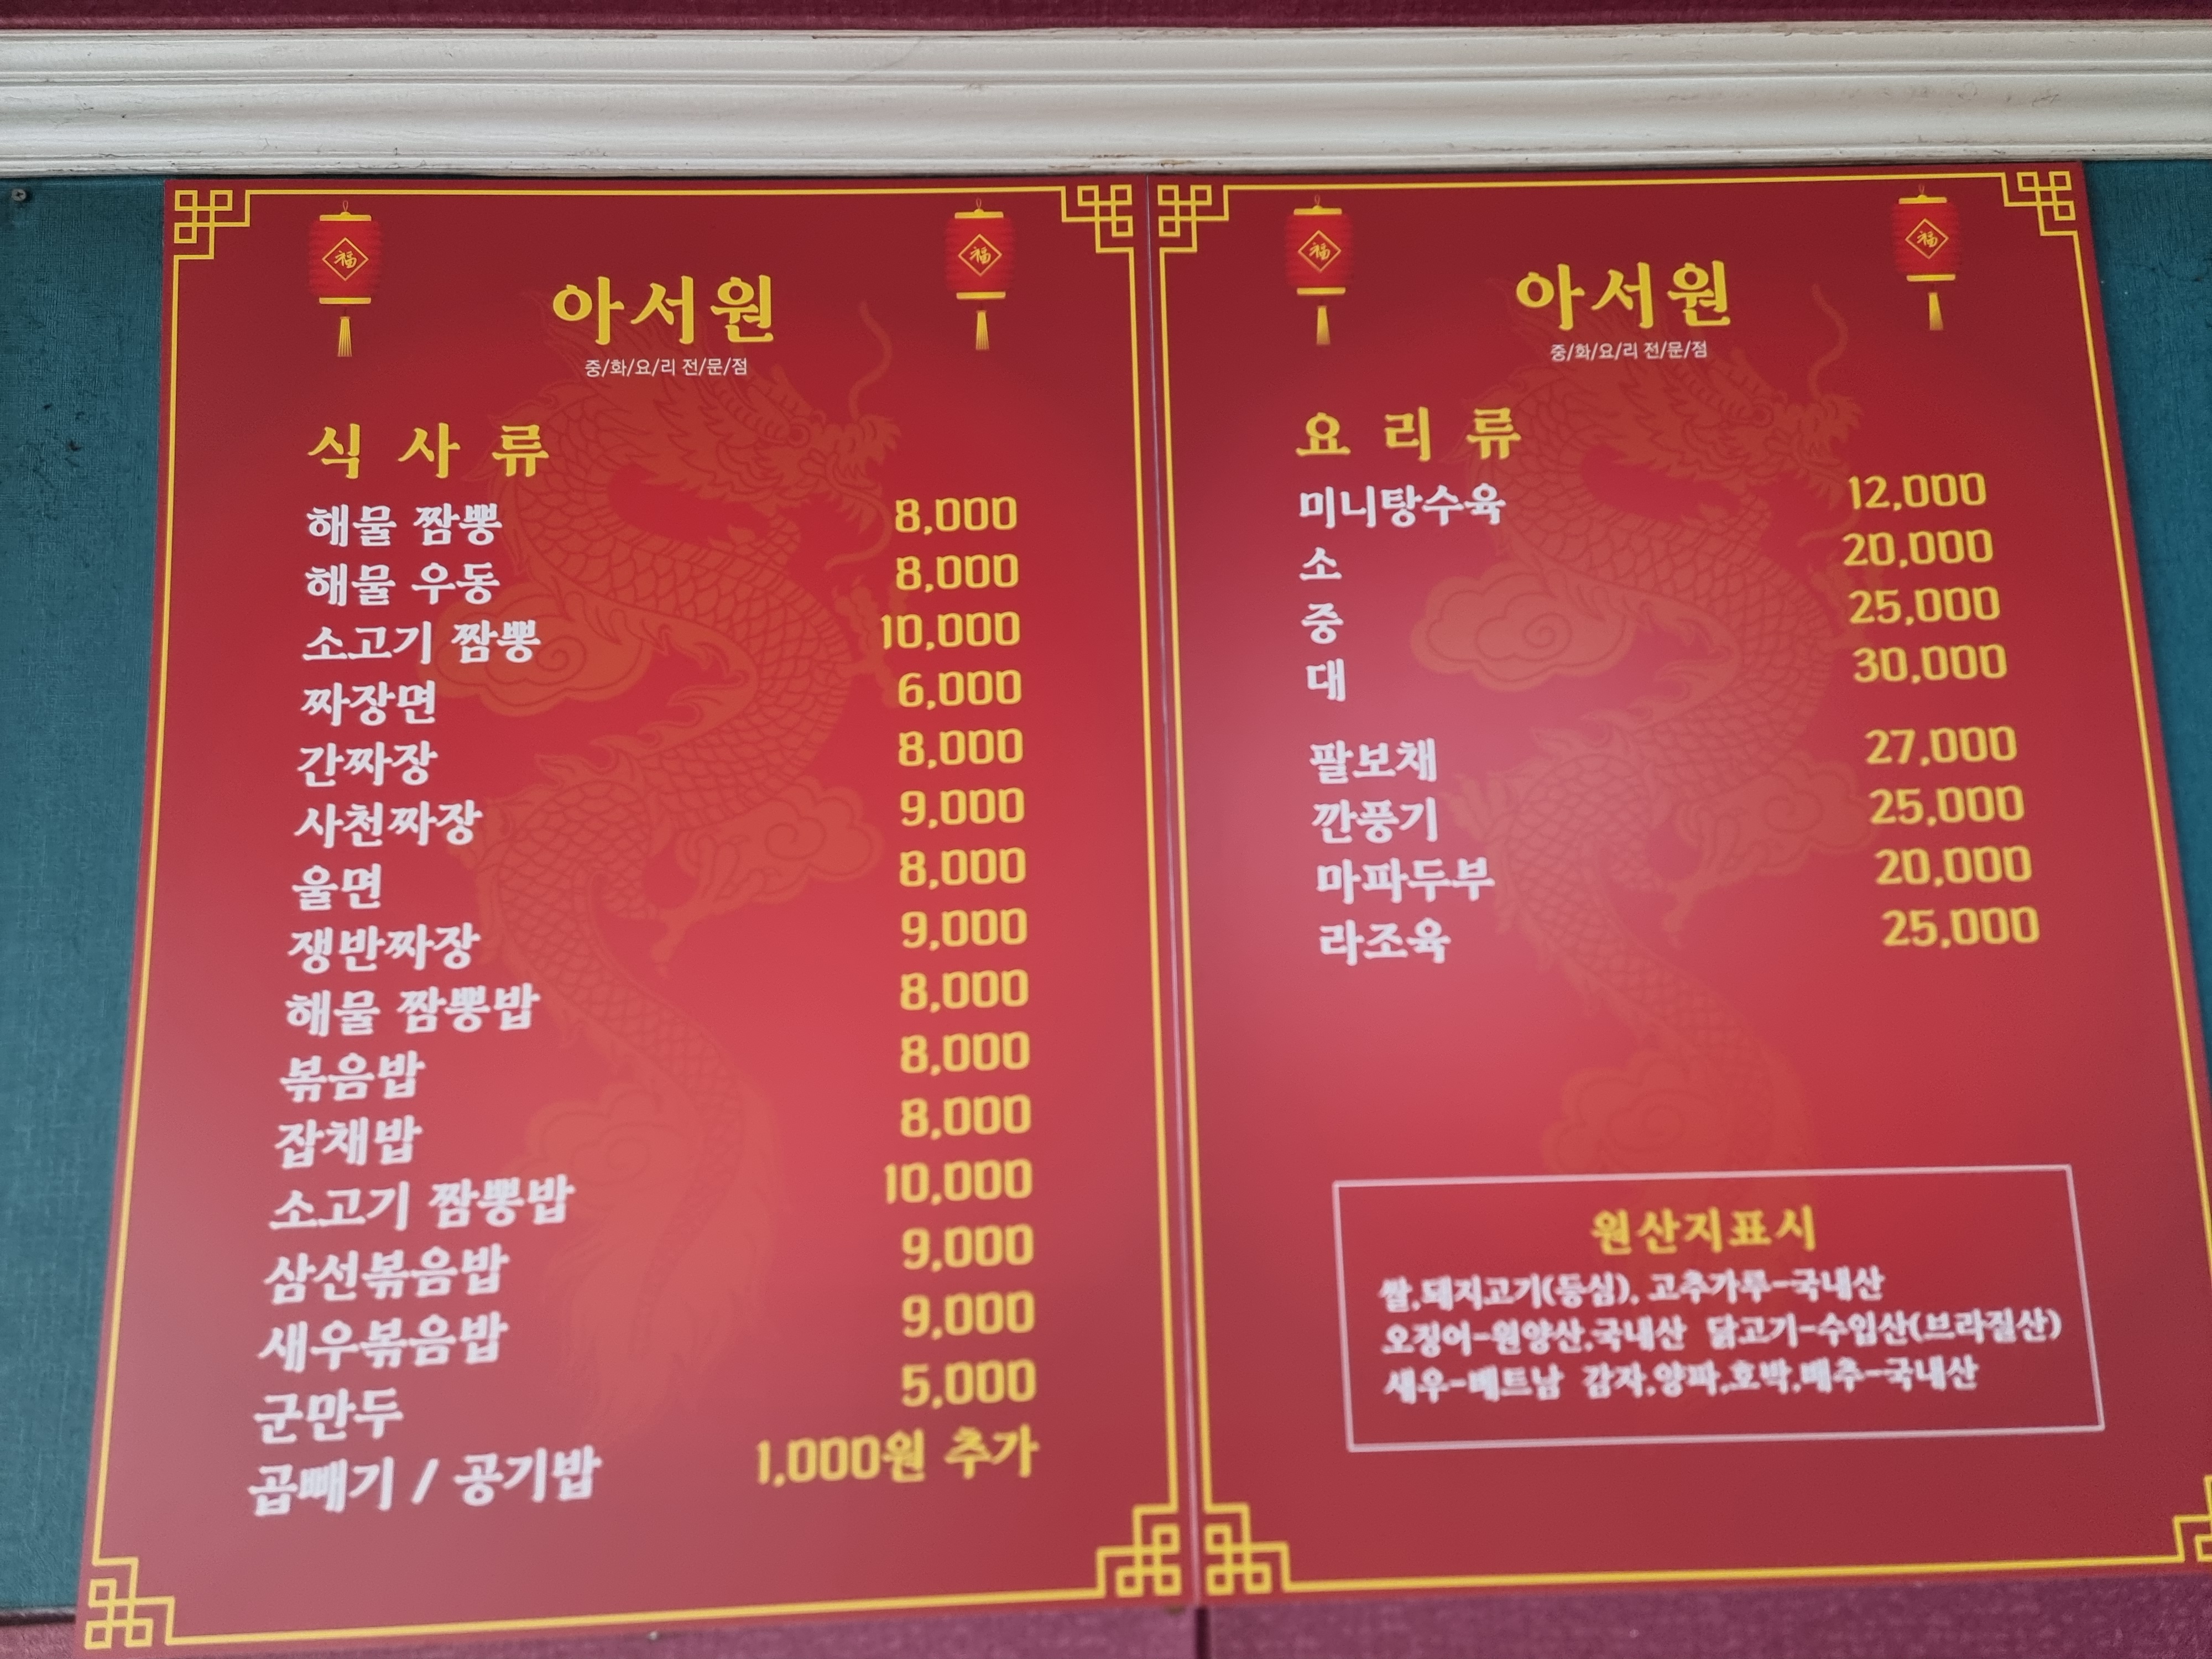 아서원
중/화/요/리 전/문/점
식사류
해물 짬뽕 8,000
해물 우동 8,000
소고기 짬뽕 10,000
짜장면 6,000
간짜장 8,000
사천짜장 9,000
울면 8,000
쟁반짜장 9,000
해물 짬뽕밥 8,000
볶음밥 8,000
잡채밥 8,000
소고기 짬뽕밥 10,000
삼선볶음밥 9,000
새우볶음밥 9,000
군만두 5,000
곱빼기 / 공기밥 1,000원 추가
福
福
아서원
중/화/요/리 전/문/점
요리류
미니탕수육 12,000
소 20,000
중 25,000
대 30,000
팔보채 27,000
깐풍기 25,000
마파두부 20,000
라조육 25,000
원산지표시
쌀,돼지고기(등심), 고추가루-국내산
오징어-원양산,국내산 닭고기-수입산(브라질산)
새우-베트남 감자,양파,호박,배추-국내산
福
福